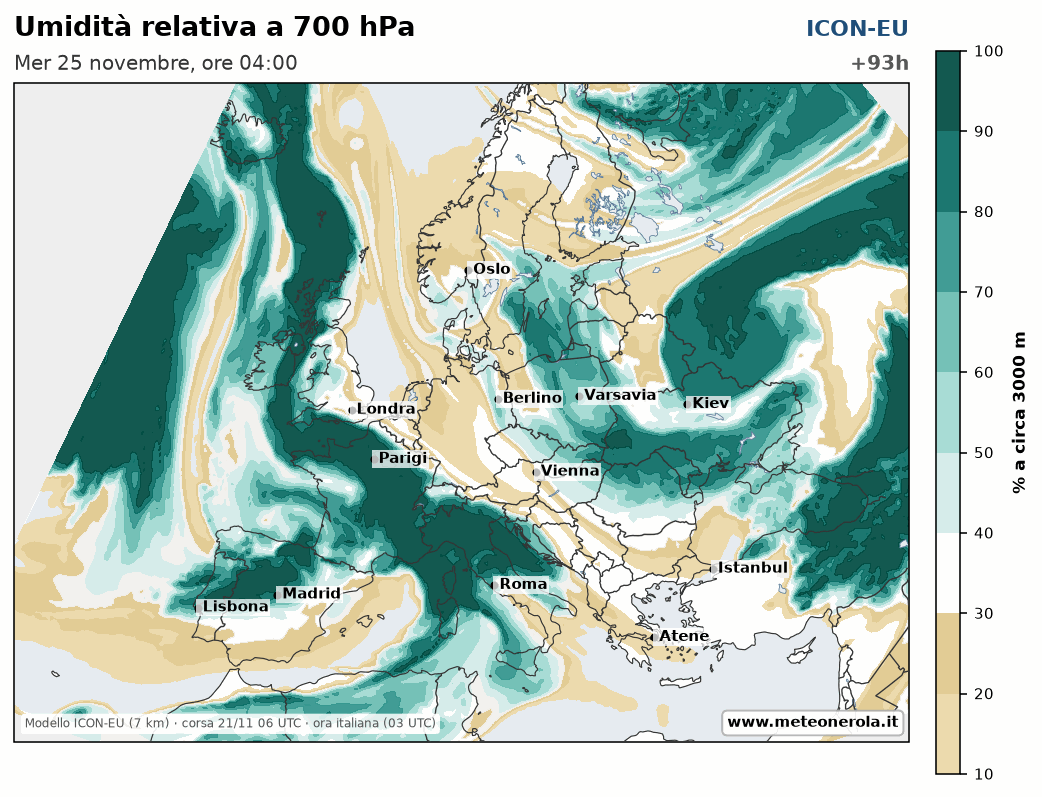 Umidità relativa a 700 hPa
ICON-EU
Mer 25 novembre, ore 04:00
+93h
100
90
80
70
60
50
40
30
20
10
% a circa 3000 m
Oslo
Berlino
Varsavia
Kiev
Londra
Parigi
Vienna
Istanbul
Roma
Madrid
Lisbona
Atene
Modello ICON-EU (7 km) · corsa 21/11 06 UTC · ora italiana (03 UTC)
www.meteonerola.it